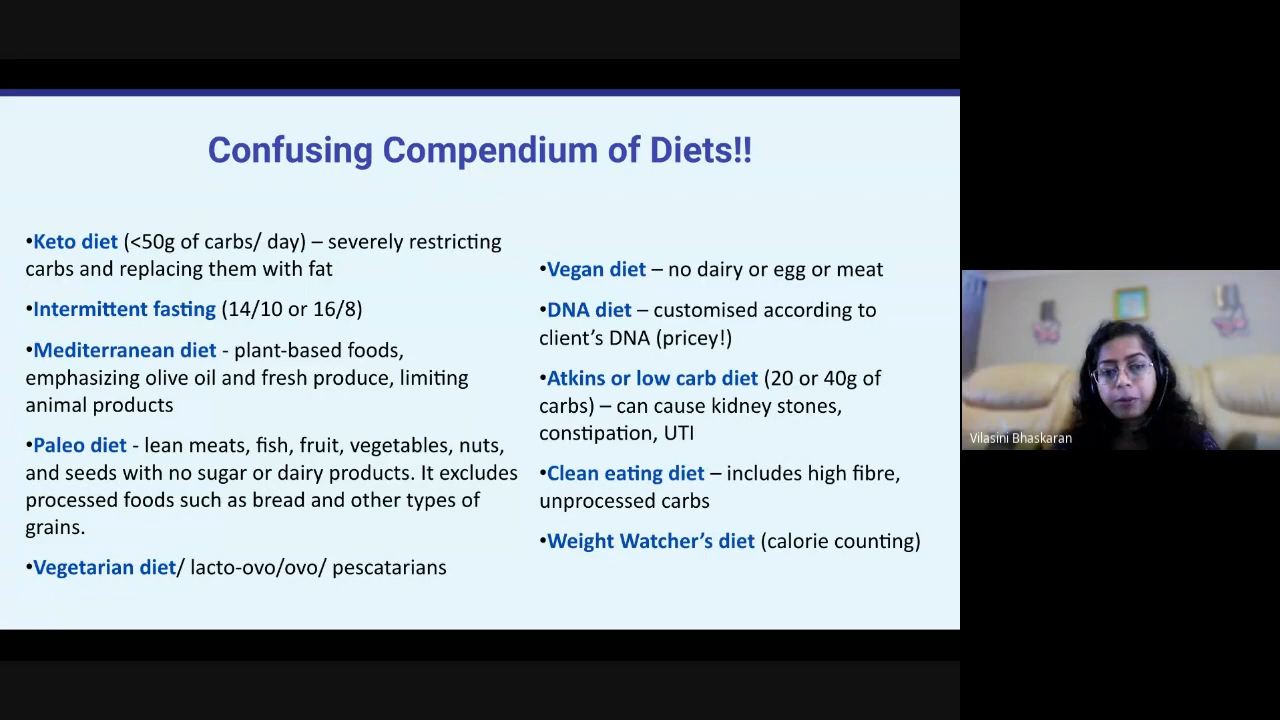 Confusing Compendium of Diets!!
•Keto diet (<50g of carbs/ day) – severely restricting
carbs and replacing them with fat
•Intermittent fasting (14/10 or 16/8)
•Mediterranean diet - plant-based foods,
emphasizing olive oil and fresh produce, limiting
animal products
•Paleo diet - lean meats, fish, fruit, vegetables, nuts,
and seeds with no sugar or dairy products. It excludes
processed foods such as bread and other types of
grains.
•Vegetarian diet/ lacto-ovo/ovo/ pescatarians
•Vegan diet – no dairy or egg or meat
•DNA diet – customised according to
client’s DNA (pricey!)
•Atkins or low carb diet (20 or 40g of
carbs) – can cause kidney stones,
constipation, UTI
•Clean eating diet – includes high fibre,
unprocessed carbs
•Weight Watcher’s diet (calorie counting)
Vilasini Bhaskaran